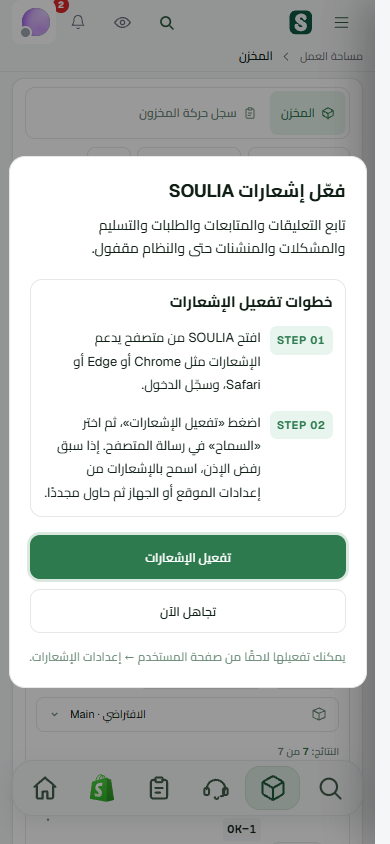 2
مساحة العمل > المخزن
المخزن
سجل حركة المخزون
فعّل إشعارات SOULIA
تابع التعليقات والمتابعات والطلبات والتسليم
والمشكلات والمنشنات حتى والنظام مقفول.
خطوات تفعيل الإشعارات
STEP 01
افتح SOULIA من متصفح يدعم
الإشعارات مثل Chrome أو Edge أو
Safari، وسجّل الدخول.
STEP 02
اضغط «تفعيل الإشعارات»، ثم اختر
«السماح» في رسالة المتصفح. إذا سبق
رفض الإذن، اسمح بالإشعارات من
إعدادات الموقع أو الجهاز ثم حاول مجددًا.
تفعيل الإشعارات
تجاهل الآن
يمكنك تفعيلها لاحقًا من صفحة المستخدم ← إعدادات الإشعارات.
الافتراضي · Main
النتائج: 7 من 7
OK-1